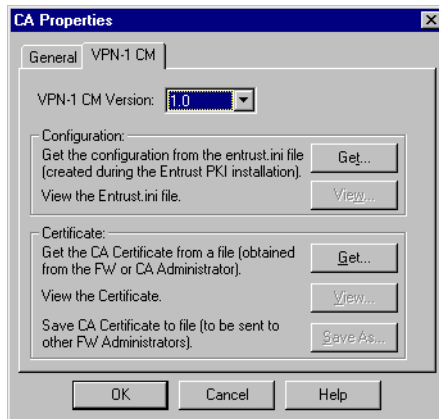 CA Properties
General VPN-1 CM
VPN-1 CM Version: 1.0
Configuration:
Get the configuration from the entrust.ini file
(created during the Entrust PKI installation).
Get...
View the Entrust.ini file.
View...
Certificate:
Get the CA Certificate from a file (obtained
from the FW or CA Administrator).
Get...
View the Certificate.
View...
Save CA Certificate to file (to be sent to
other FW Administrators).
Save As...
OK Cancel Help